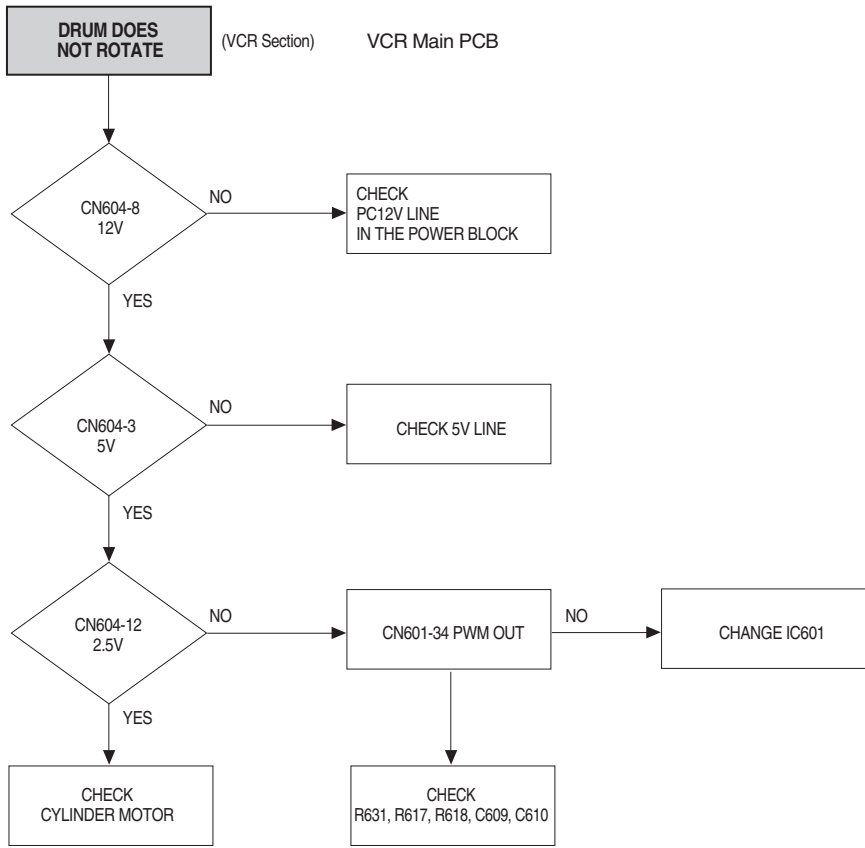 DRUM DOES
NOT ROTATE
(VCR Section)
VCR Main PCB
CN604-8
12V
NO
CHECK
PC12V LINE
IN THE POWER BLOCK
YES
CN604-3
5V
NO
CHECK 5V LINE
YES
CN604-12
2.5V
NO
CN601-34 PWM OUT
NO
CHANGE IC601
YES
CHECK
CYLINDER MOTOR
CHECK
R631, R617, R618, C609, C610